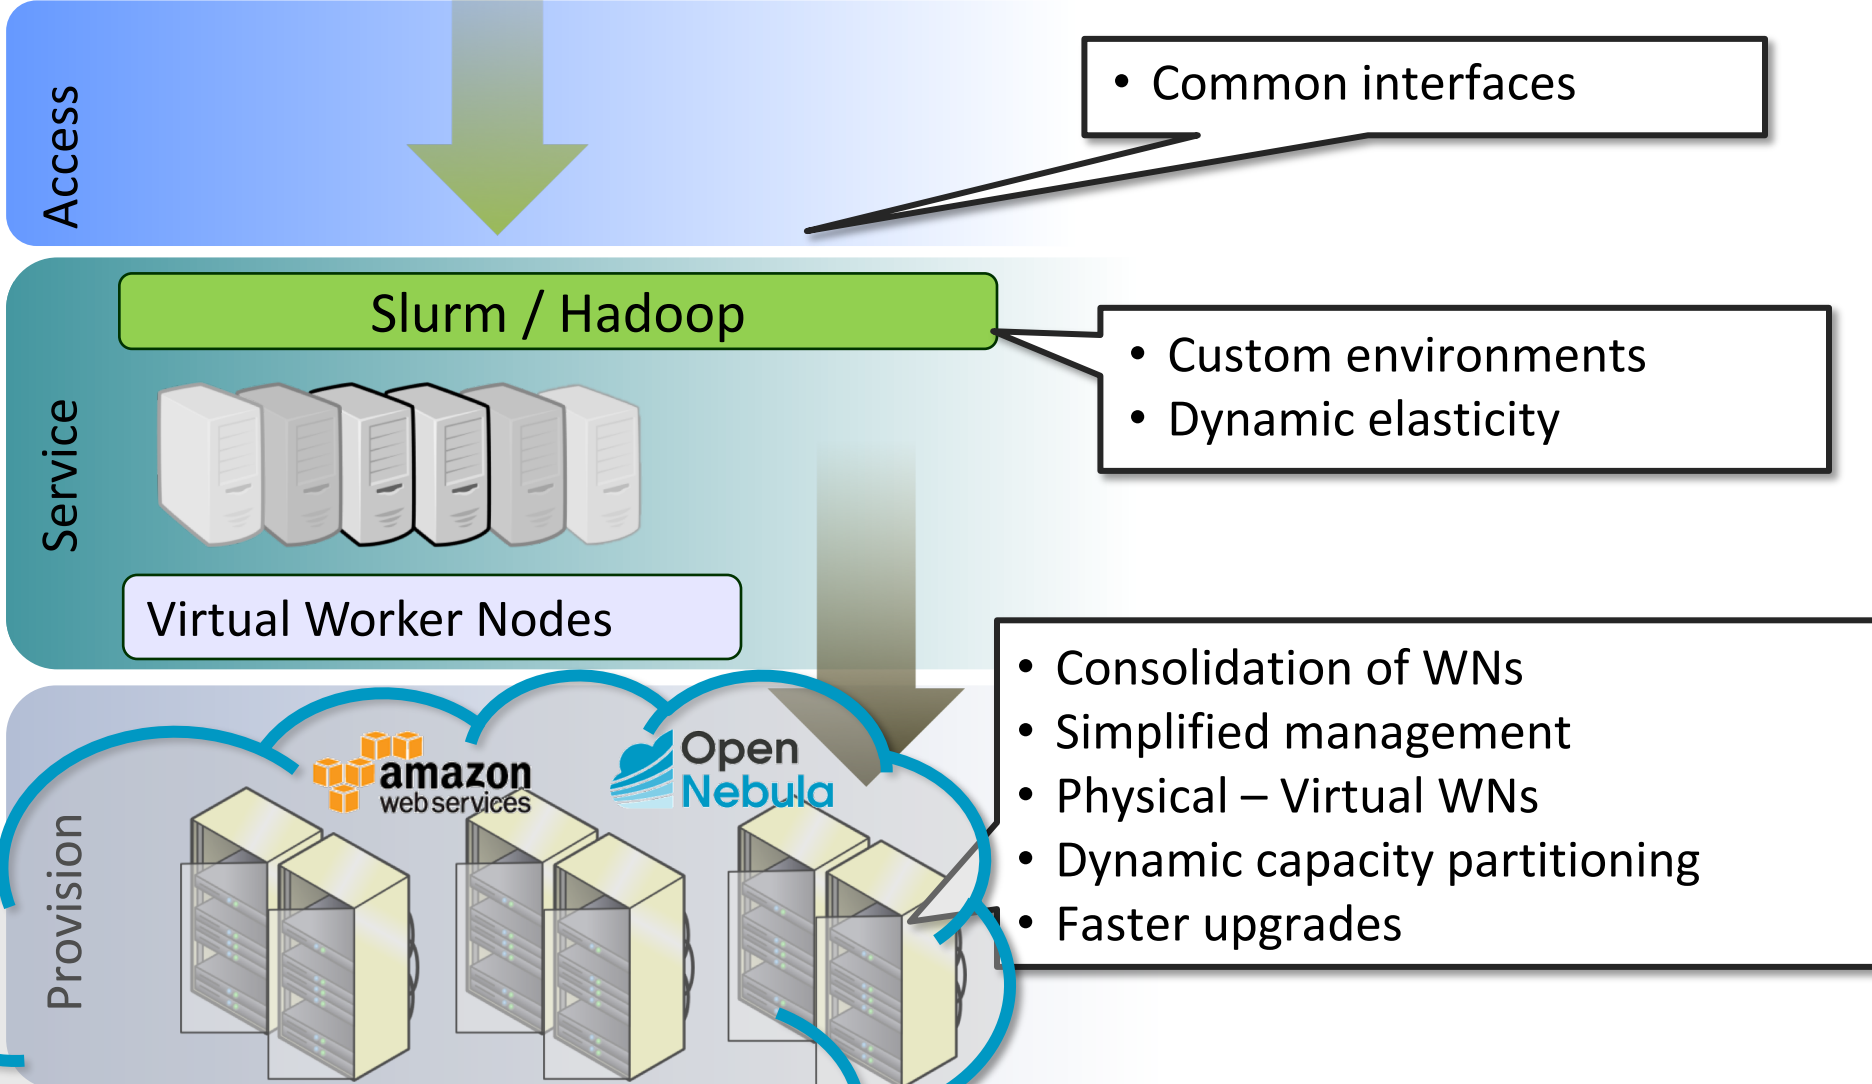 Access
• Common interfaces
Service
Slurm / Hadoop
• Custom environments
• Dynamic elasticity
Virtual Worker Nodes
Provision
amazon
web services
Open
Nebula
• Consolidation of WNs
• Simplified management
• Physical – Virtual WNs
• Dynamic capacity partitioning
• Faster upgrades